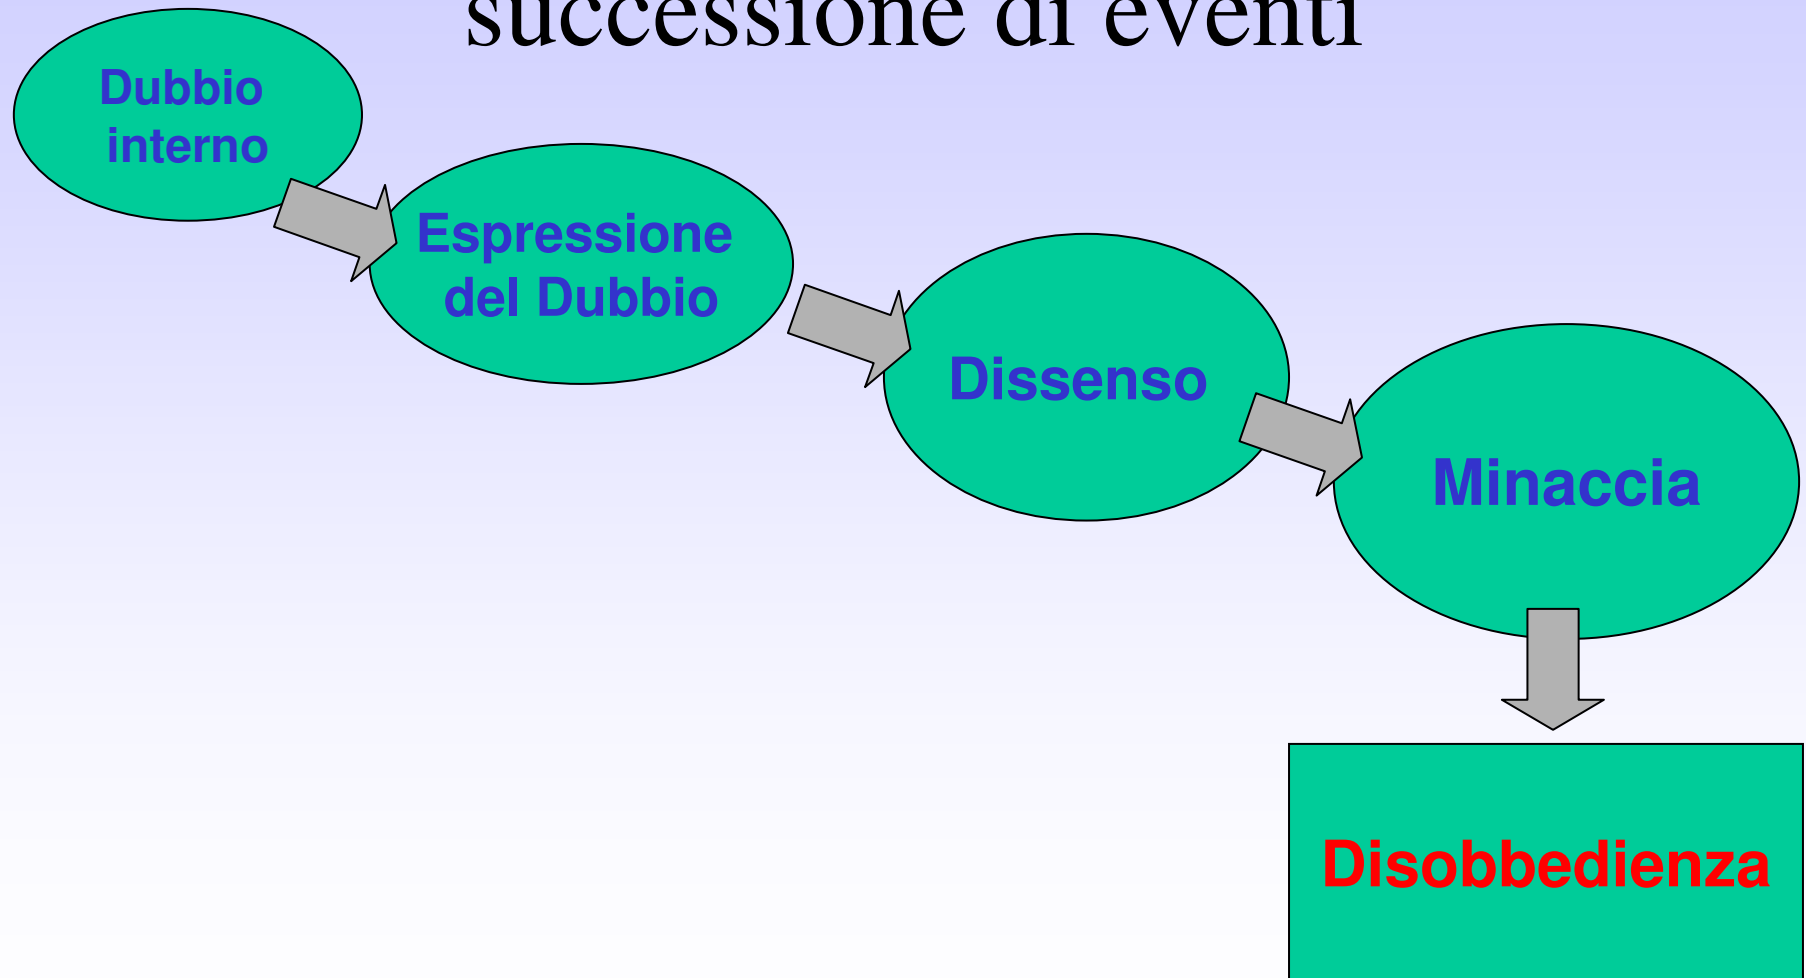 successione di eventi
Dubbio
interno
Espressione
del Dubbio
Dissenso
Minaccia
Disobbedienza